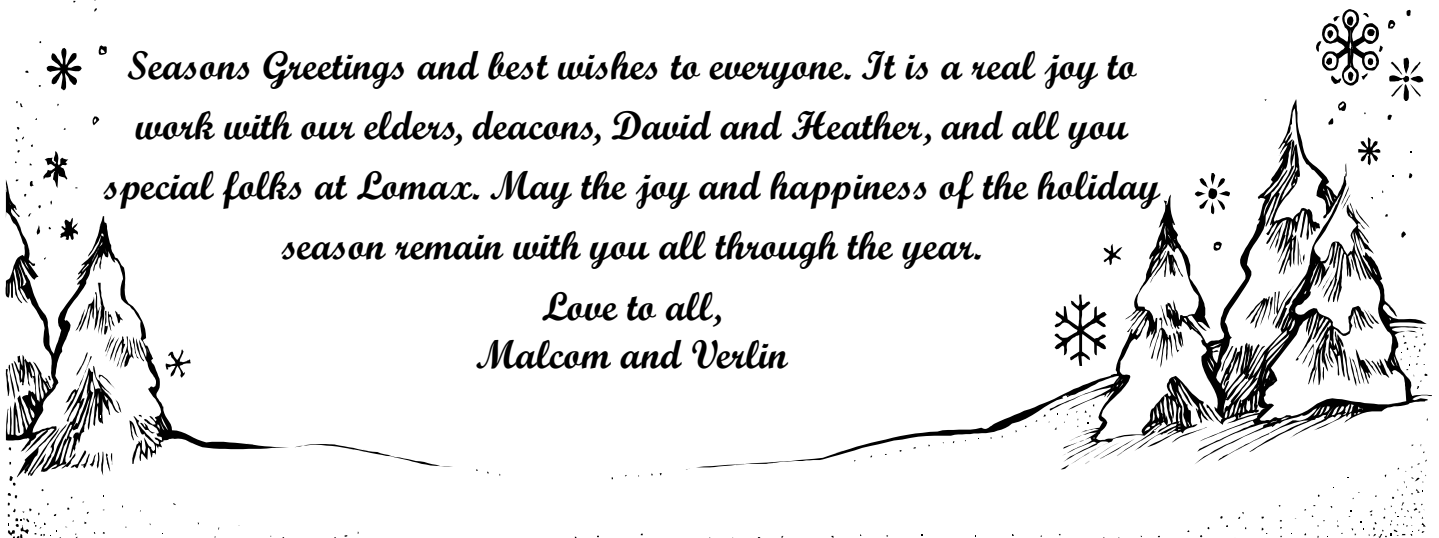 Seasons Greetings and best wishes to everyone. It is a real joy to
work with our elders, deacons, David and Heather, and all you
special folks at Lomax. May the joy and happiness of the holiday
season remain with you all through the year.
Love to all,
Malcom and Verlin